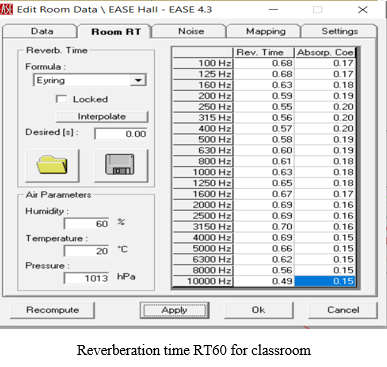 EASE Edit Room Data \ EASE Hall - EASE 4.3
Data Room RT Noise Mapping Settings
Reverb. Time
Formula :
Eyring
Locked
Interpolate
Desired [s] : 0.00
Air Parameters
Humidity :
60 %
Temperature :
20 °C
Pressure :
1013 hPa
Rev. Time Absorp. Coe
100 Hz 0.68 0.17
125 Hz 0.68 0.17
160 Hz 0.63 0.18
200 Hz 0.59 0.19
250 Hz 0.55 0.20
315 Hz 0.56 0.20
400 Hz 0.57 0.20
500 Hz 0.58 0.19
630 Hz 0.60 0.19
800 Hz 0.61 0.18
1000 Hz 0.63 0.18
1250 Hz 0.65 0.18
1600 Hz 0.67 0.17
2000 Hz 0.69 0.16
2500 Hz 0.69 0.16
3150 Hz 0.70 0.16
4000 Hz 0.69 0.15
5000 Hz 0.66 0.15
6300 Hz 0.62 0.15
8000 Hz 0.56 0.15
10000 Hz 0.49 0.15
Recompute Apply Ok Cancel
Reverberation time RT60 for classroom